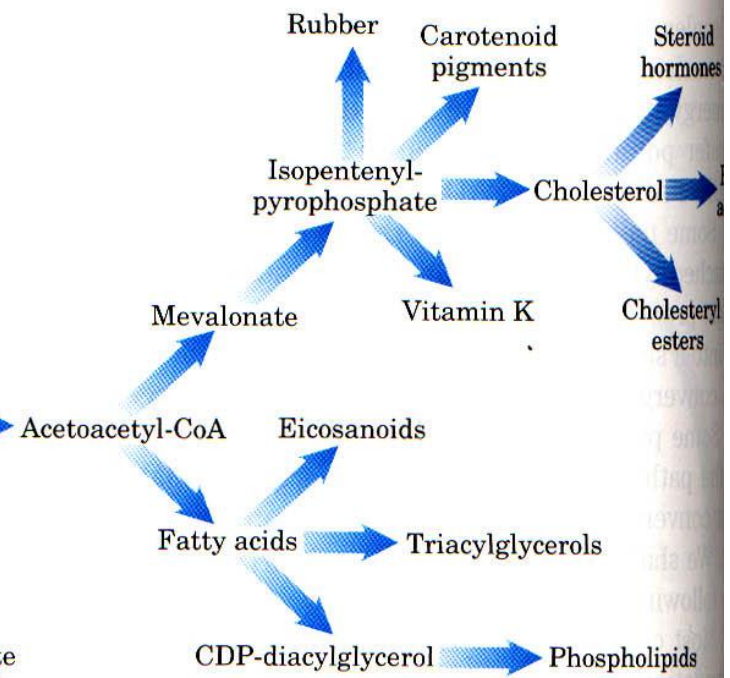 Rubber
Carotenoid
pigments
Steroid
hormones
Isopentenyl-
pyrophosphate
Cholesterol
Mevalonate
Vitamin K
Cholesteryl
esters
Acetoacetyl-CoA
Eicosanoids
Fatty acids
Triacylglycerols
CDP-diacylglycerol
Phospholipids